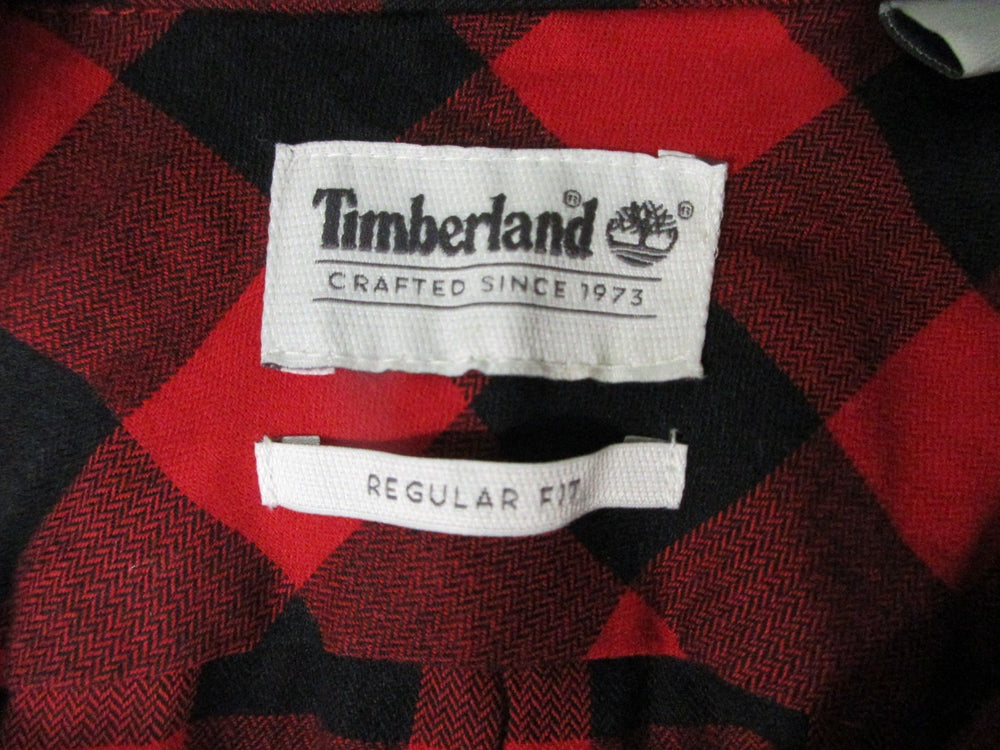 Timberland® ®
CRAFTED SINCE 1973
REGULAR FIT